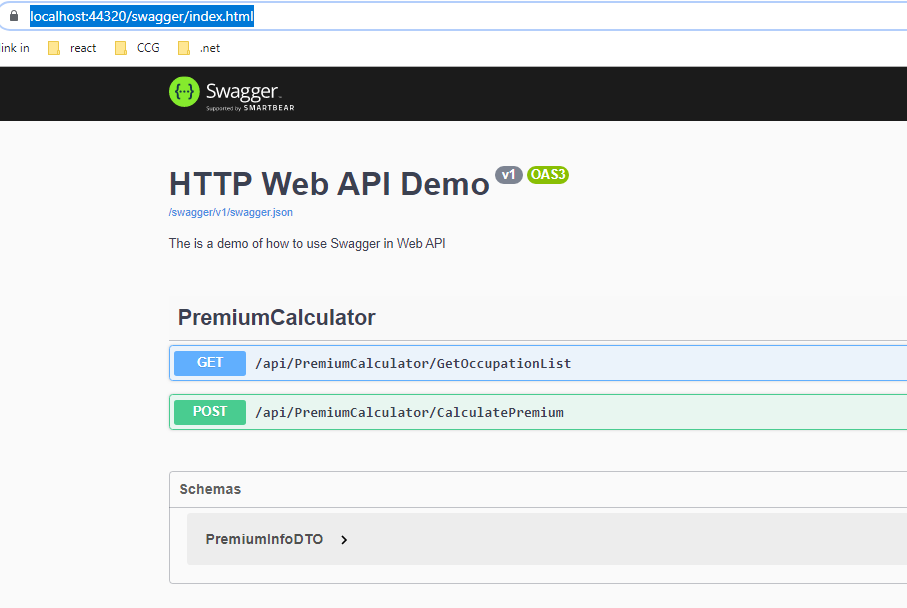 localhost:44320/swagger/index.html
ink in react CCG .net
{···} Swagger™
Supported by SMARTBEAR
HTTP Web API Demo v1 OAS3
/swagger/v1/swagger.json
The is a demo of how to use Swagger in Web API
PremiumCalculator
GET /api/PremiumCalculator/GetOccupationList
POST /api/PremiumCalculator/CalculatePremium
Schemas
PremiumInfoDTO